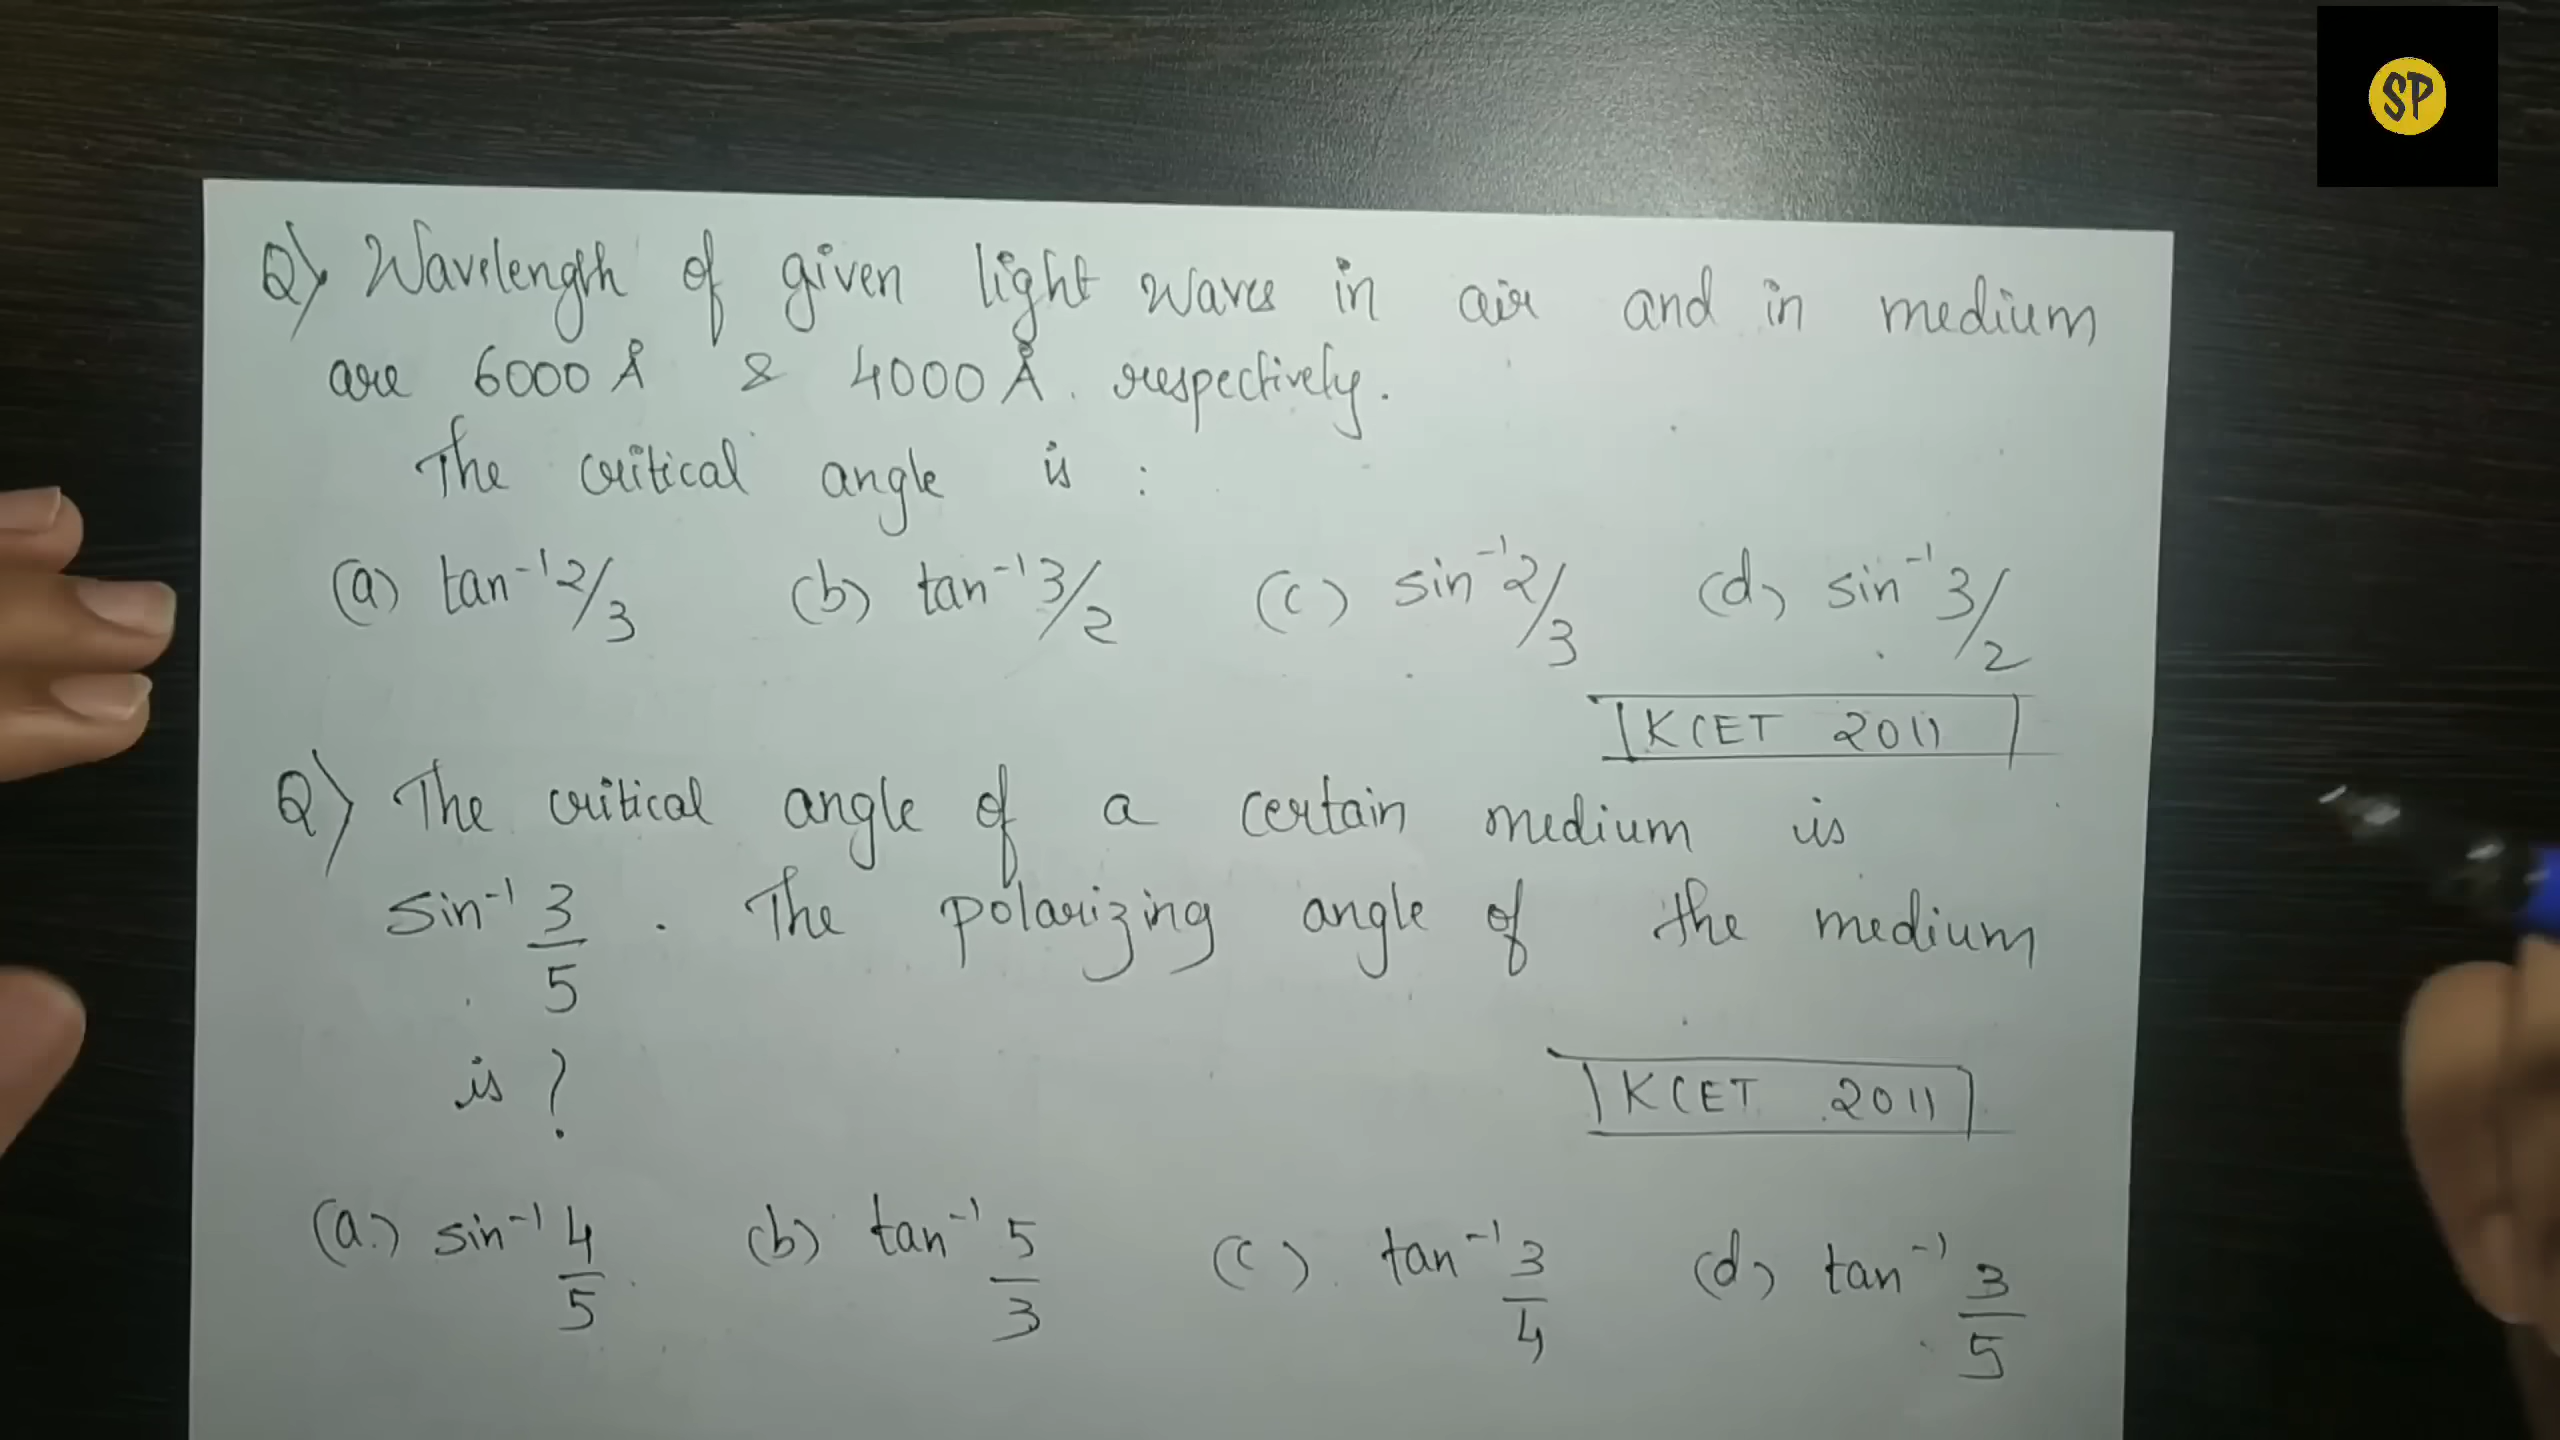 SP
Q) Wavelength of given light waves in air and in medium
are 6000 Å & 4000 Å. respectively.
The critical angle is :
(a) tan⁻¹ 2/3 (b) tan⁻¹ 3/2 (c) sin⁻¹ 2/3 (d) sin⁻¹ 3/2
KCET 2011
Q) The critical angle of a certain medium is
sin⁻¹ 3/5 . The polarizing angle of the medium
is ?
KCET 2011
(a.) sin⁻¹ 4/5 (b) tan⁻¹ 5/3 (c) tan⁻¹ 3/4 (d) tan⁻¹ 3/5